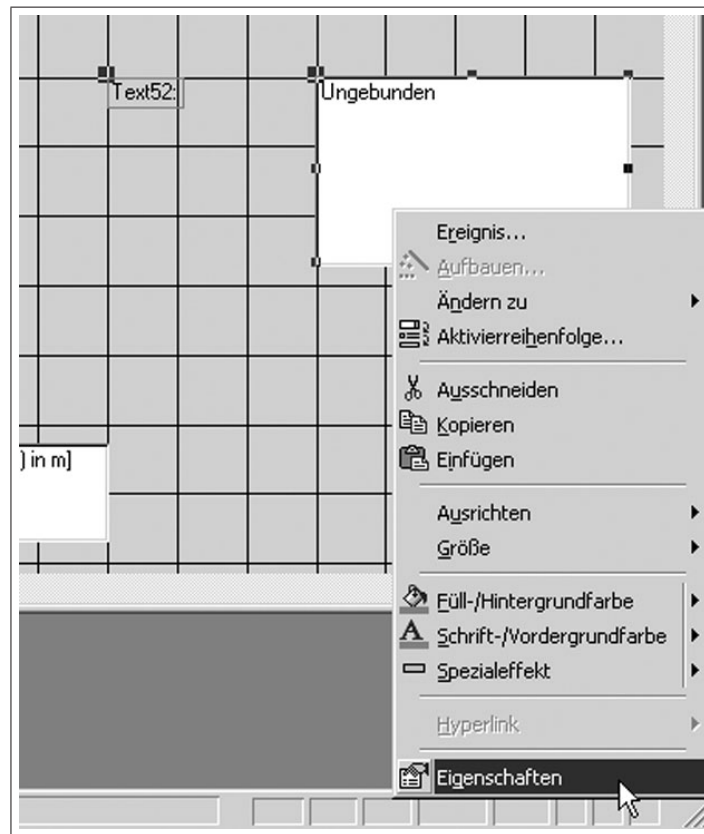 Text52:
Ungebunden
Ereignis...
Aufbauen...
Ändern zu
Aktivierreihenfolge...
Ausschneiden
Kopieren
) in m]
Einfügen
Ausrichten
Größe
Füll-/Hintergrundfarbe
Schrift-/Vordergrundfarbe
Spezialeffekt
Hyperlink
Eigenschaften